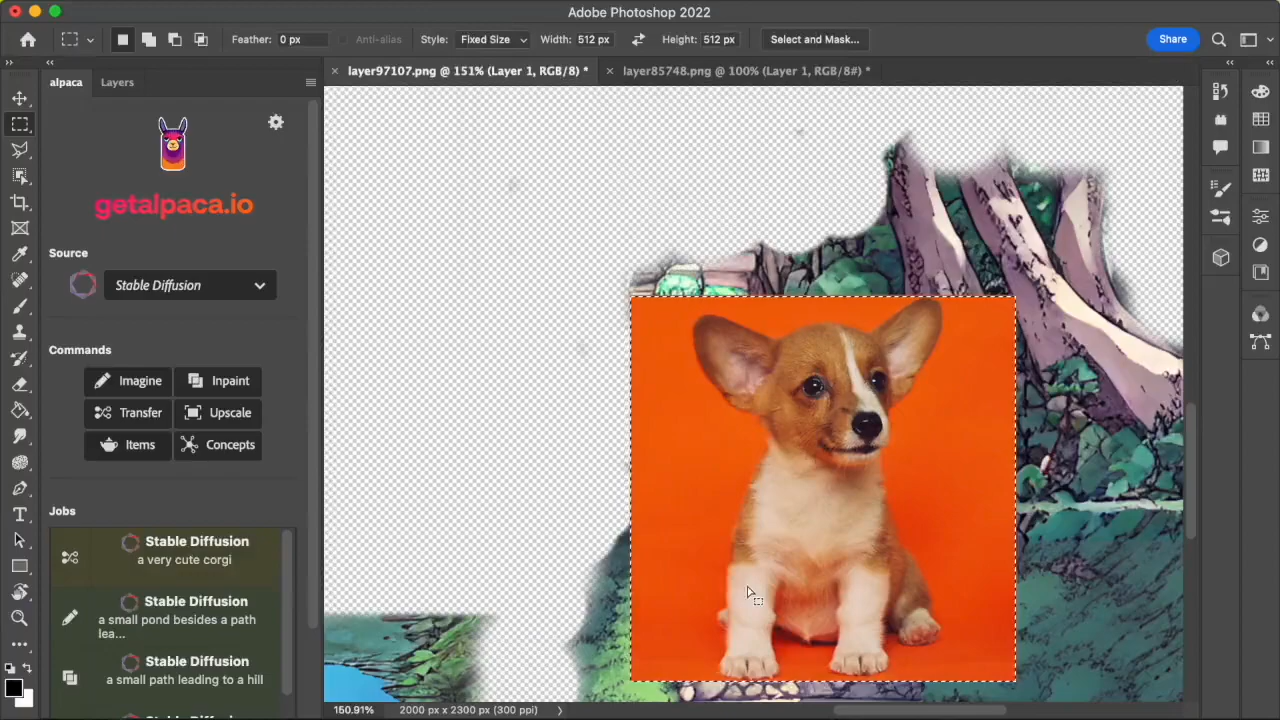 Adobe Photoshop 2022
Feather: 0 px Anti-alias Style: Fixed Size Width: 512 px Height: 512 px Select and Mask... Share
alpaca Layers
layer97107.png @ 151% (Layer 1, RGB/8) *
layer85748.png @ 100% (Layer 1, RGB/8#) *
getalpaca.io
Source
Stable Diffusion
Commands
Imagine Inpaint
Transfer Upscale
Items Concepts
Jobs
Stable Diffusion
a very cute corgi
Stable Diffusion
a small pond besides a path
lea...
Stable Diffusion
a small path leading to a hill
150.91% 2000 px x 2300 px (300 ppi)